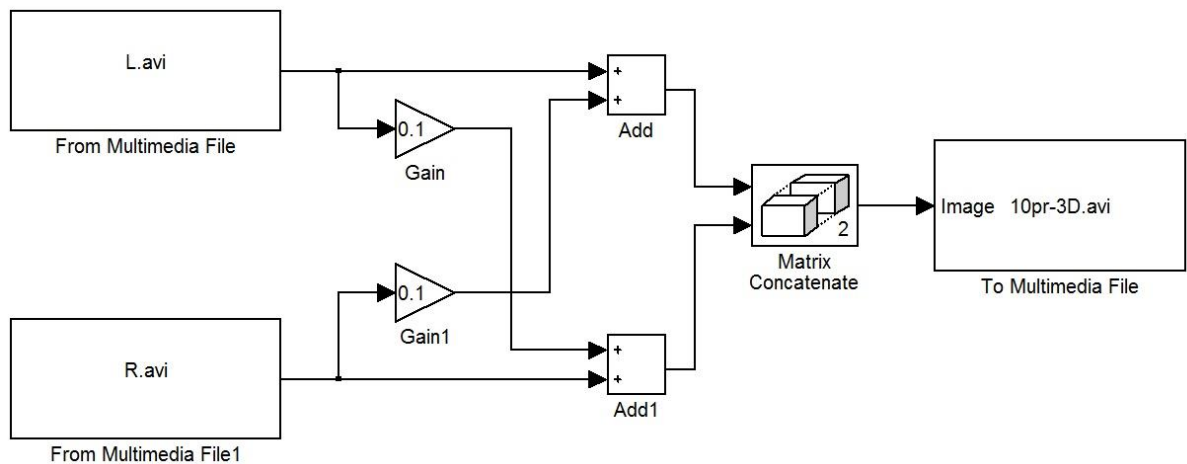 L.avi
From Multimedia File
0.1
Gain
+
+
Add
Matrix
Concatenate
2
Image 10pr-3D.avi
To Multimedia File
0.1
Gain1
R.avi
From Multimedia File1
+
+
Add1